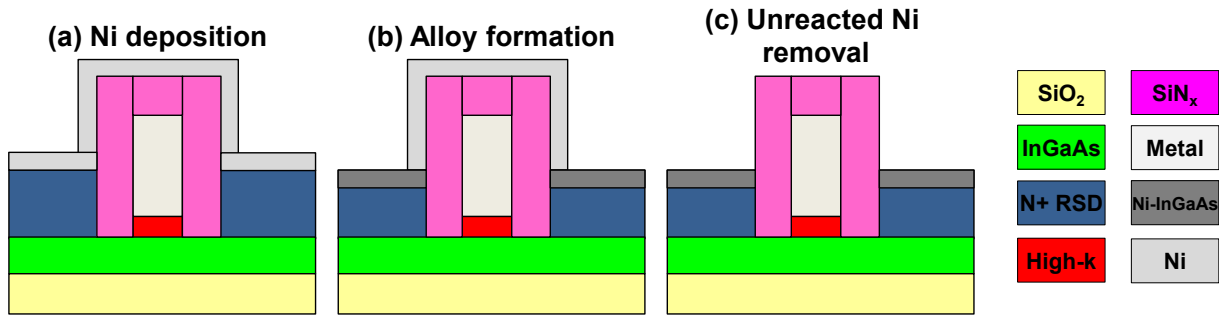 (a) Ni deposition
(b) Alloy formation
(c) Unreacted Ni
removal
SiO₂
SiNₓ
InGaAs
Metal
N+ RSD
Ni-InGaAs
High-k
Ni